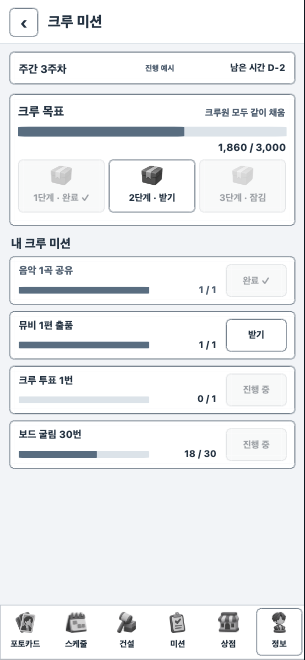 ‹ 크루 미션
주간 3주차 진행 예시 남은 시간 D-2
크루 목표 크루원 모두 같이 채움
1,860 / 3,000
1단계 · 완료 ✓ 2단계 · 받기 3단계 · 잠김
내 크루 미션
음악 1곡 공유
1 / 1 완료 ✓
뮤비 1편 출품
1 / 1 받기
크루 투표 1번
0 / 1 진행 중
보드 굴림 30번
18 / 30 진행 중
포토카드 스케줄 건설 미션 상점 정보